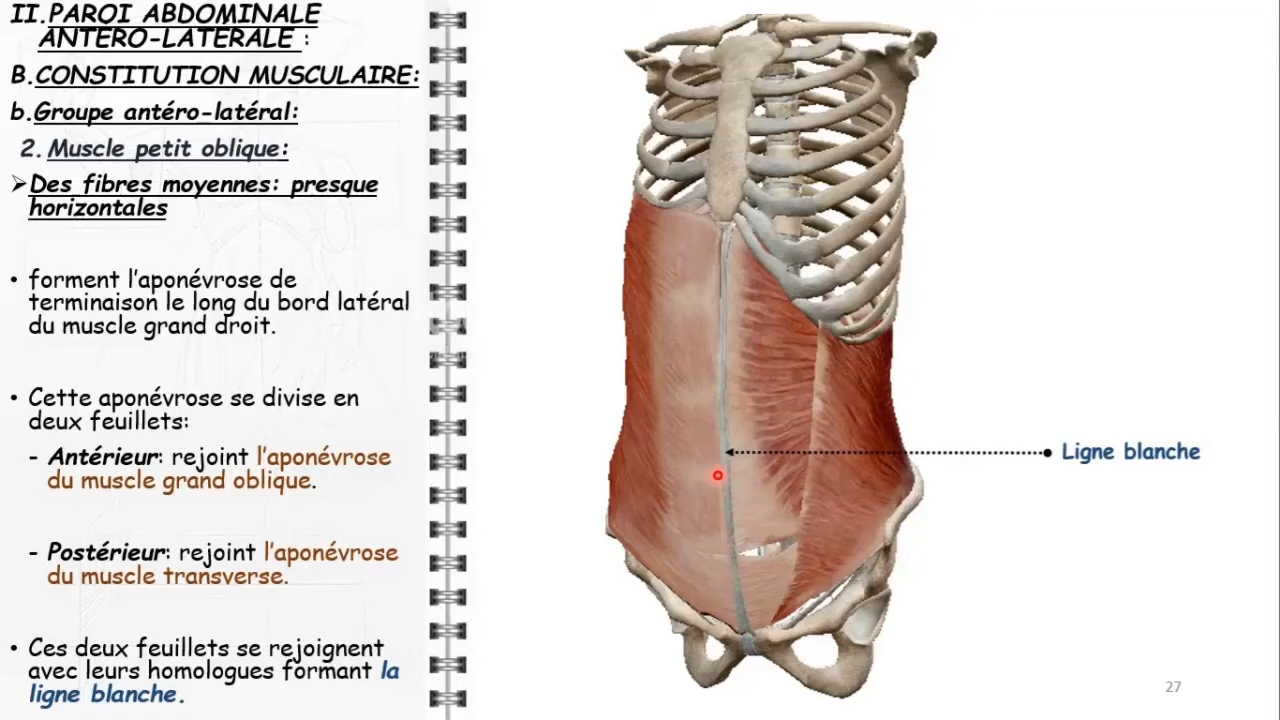 II.PAROI ABDOMINALE
ANTERO-LATERALE :
B.CONSTITUTION MUSCULAIRE:
b.Groupe antéro-latéral:
2. Muscle petit oblique:
➢Des fibres moyennes: presque
horizontales
• forment l'aponévrose de
terminaison le long du bord latéral
du muscle grand droit.
• Cette aponévrose se divise en
deux feuillets:
- Antérieur: rejoint l'aponévrose
du muscle grand oblique.
- Postérieur: rejoint l'aponévrose
du muscle transverse.
• Ces deux feuillets se rejoignent
avec leurs homologues formant la
ligne blanche.
Ligne blanche
27